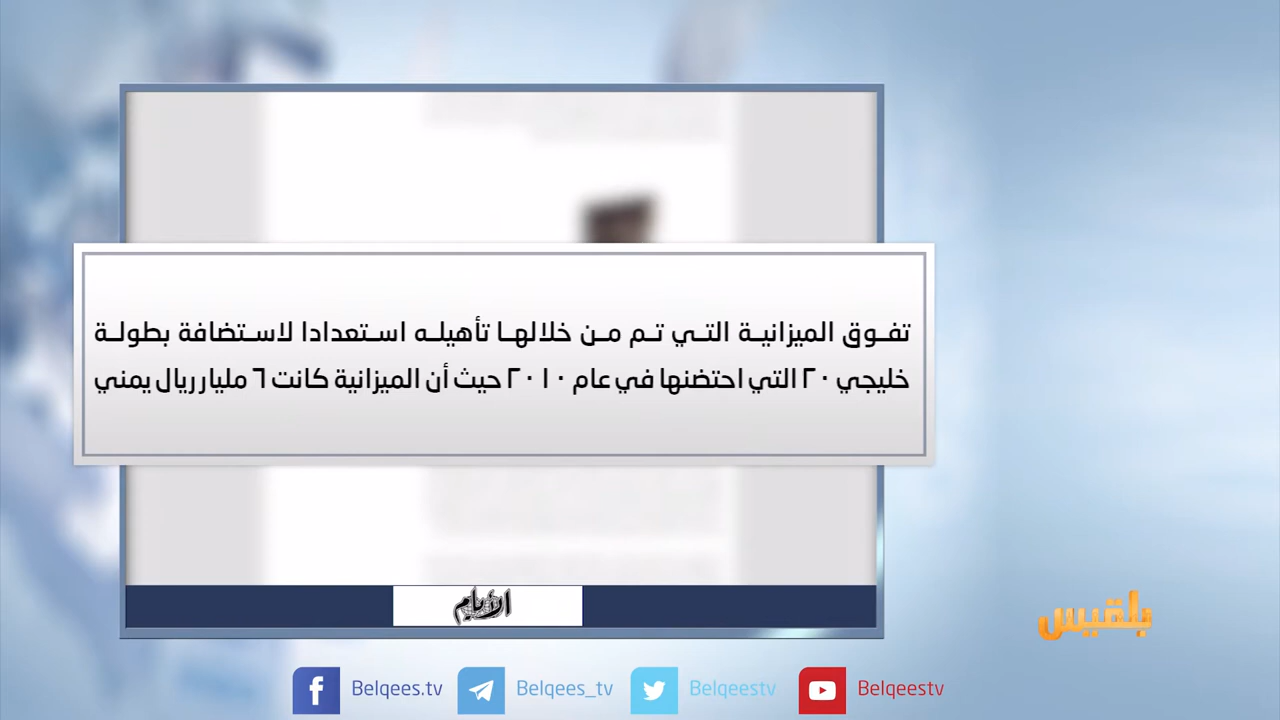 تفوق الميزانية التي تم من خلالها تأهيله استعدادا لاستضافة بطولة
خليجي ٢٠ التي احتضنها في عام ٢٠١٠ حيث أن الميزانية كانت ٦ مليار ريال يمني
الأيام
بلقيس
Belqees.tv
Belqees_tv
Belqeestv
Belqeestv